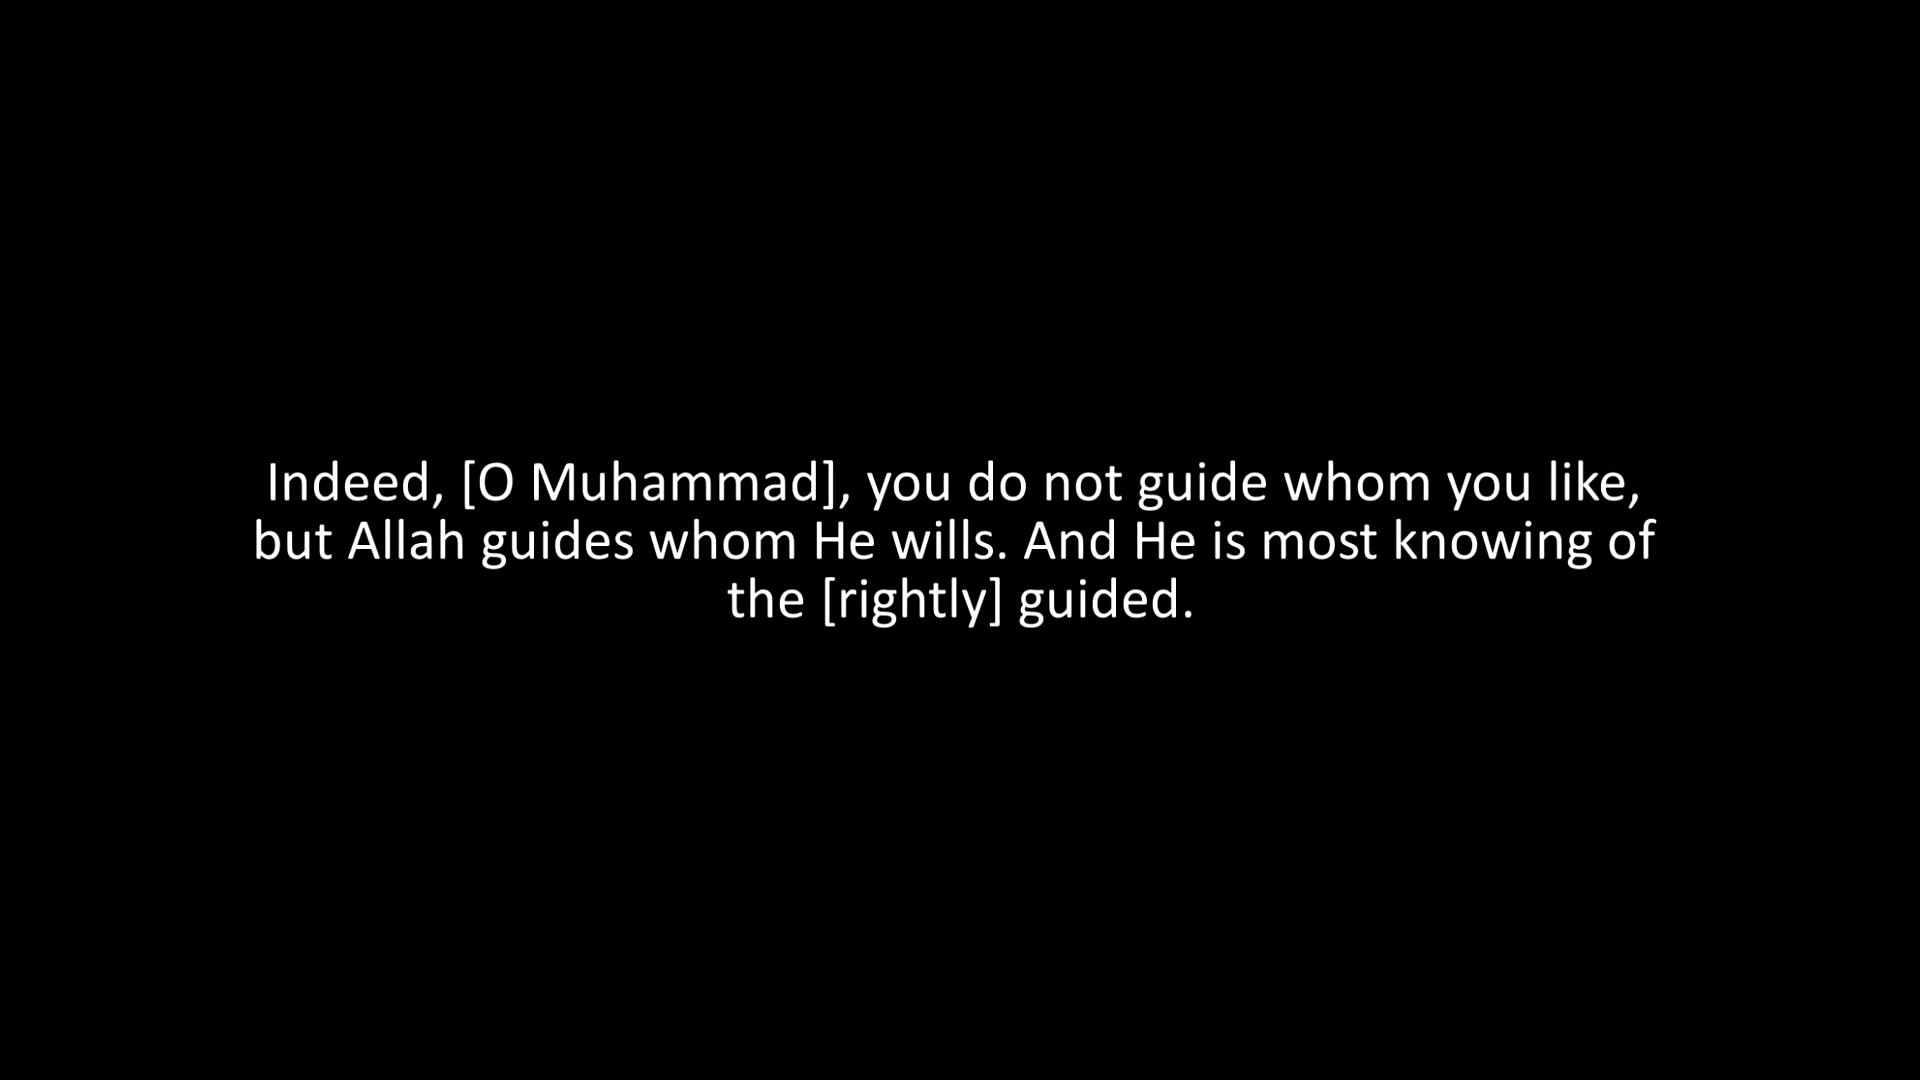 Indeed, [O Muhammad], you do not guide whom you like,
but Allah guides whom He wills. And He is most knowing of
the [rightly] guided.